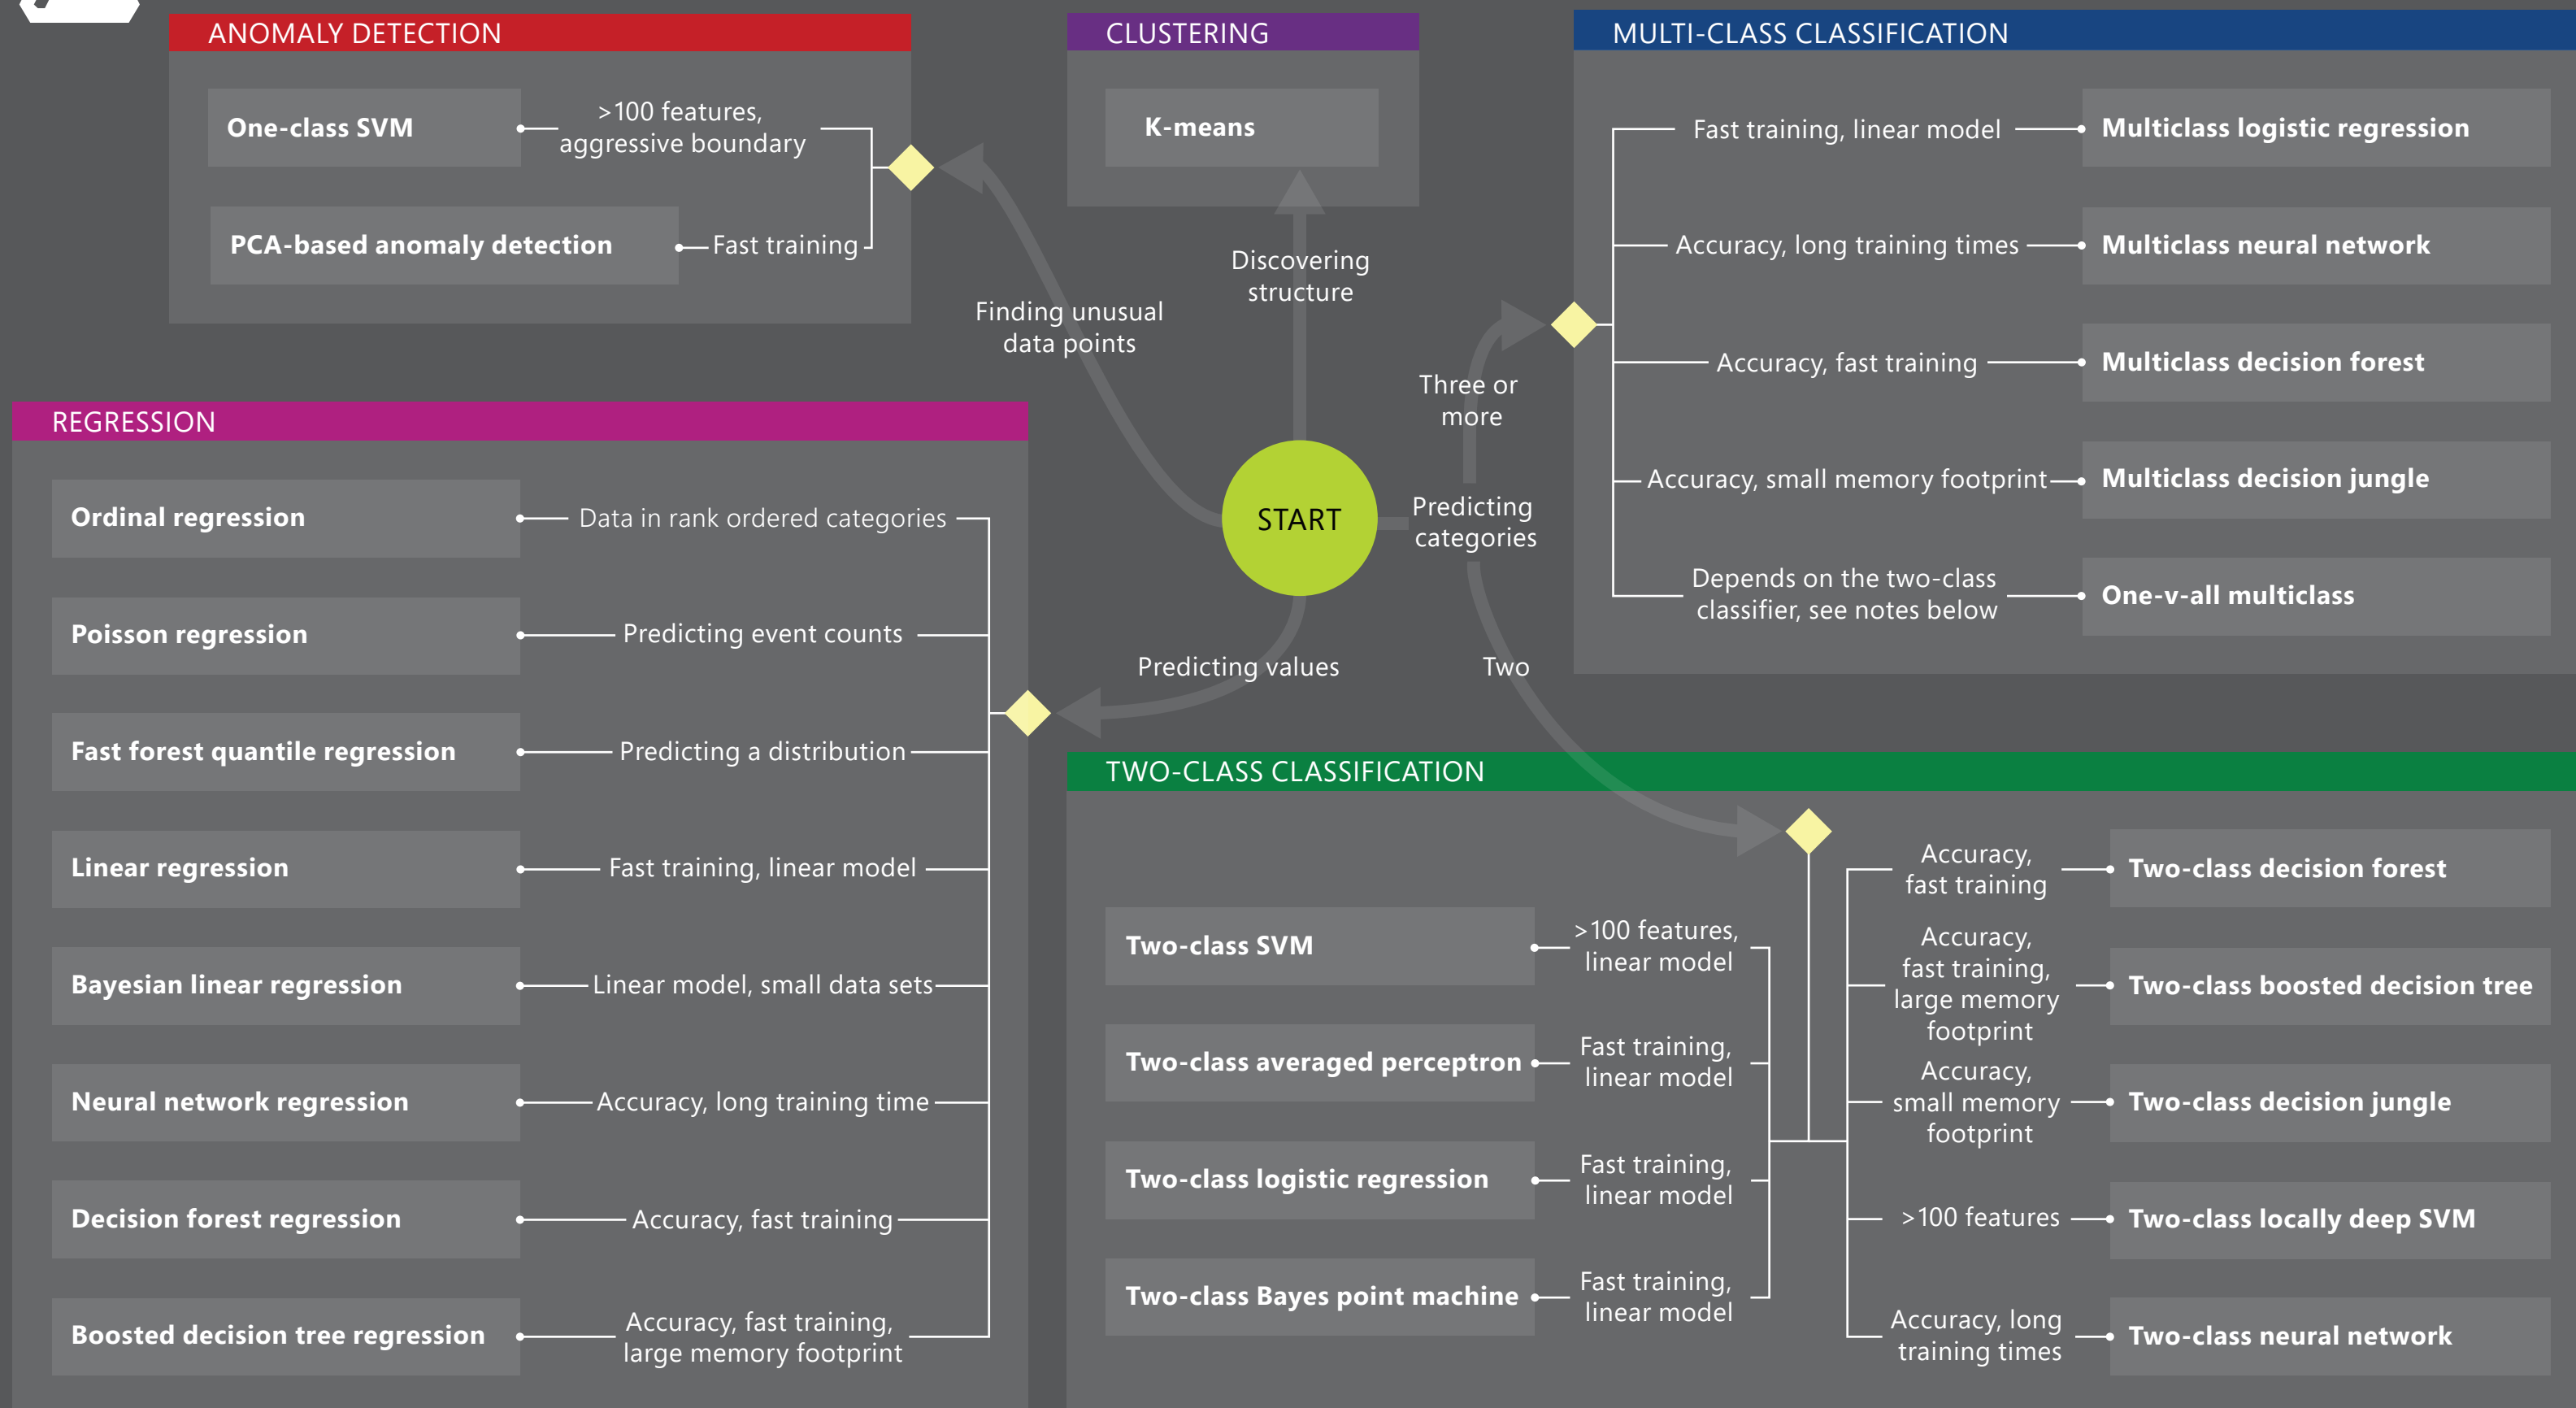 ANOMALY DETECTION
One-class SVM
>100 features,
aggressive boundary
PCA-based anomaly detection
Fast training
CLUSTERING
K-means
Discovering
structure
Finding unusual
data points
MULTI-CLASS CLASSIFICATION
Fast training, linear model
Multiclass logistic regression
Accuracy, long training times
Multiclass neural network
Accuracy, fast training
Multiclass decision forest
Accuracy, small memory footprint
Multiclass decision jungle
Depends on the two-class
classifier, see notes below
One-v-all multiclass
Three or
more
START
Predicting
categories
Predicting values
Two
REGRESSION
Ordinal regression
Data in rank ordered categories
Poisson regression
Predicting event counts
Fast forest quantile regression
Predicting a distribution
Linear regression
Fast training, linear model
Bayesian linear regression
Linear model, small data sets
Neural network regression
Accuracy, long training time
Decision forest regression
Accuracy, fast training
Boosted decision tree regression
Accuracy, fast training,
large memory footprint
TWO-CLASS CLASSIFICATION
Two-class SVM
>100 features,
linear model
Two-class averaged perceptron
Fast training,
linear model
Two-class logistic regression
Fast training,
linear model
Two-class Bayes point machine
Fast training,
linear model
Accuracy,
fast training
Two-class decision forest
Accuracy,
fast training,
large memory
footprint
Two-class boosted decision tree
Accuracy,
small memory
footprint
Two-class decision jungle
>100 features
Two-class locally deep SVM
Accuracy, long
training times
Two-class neural network